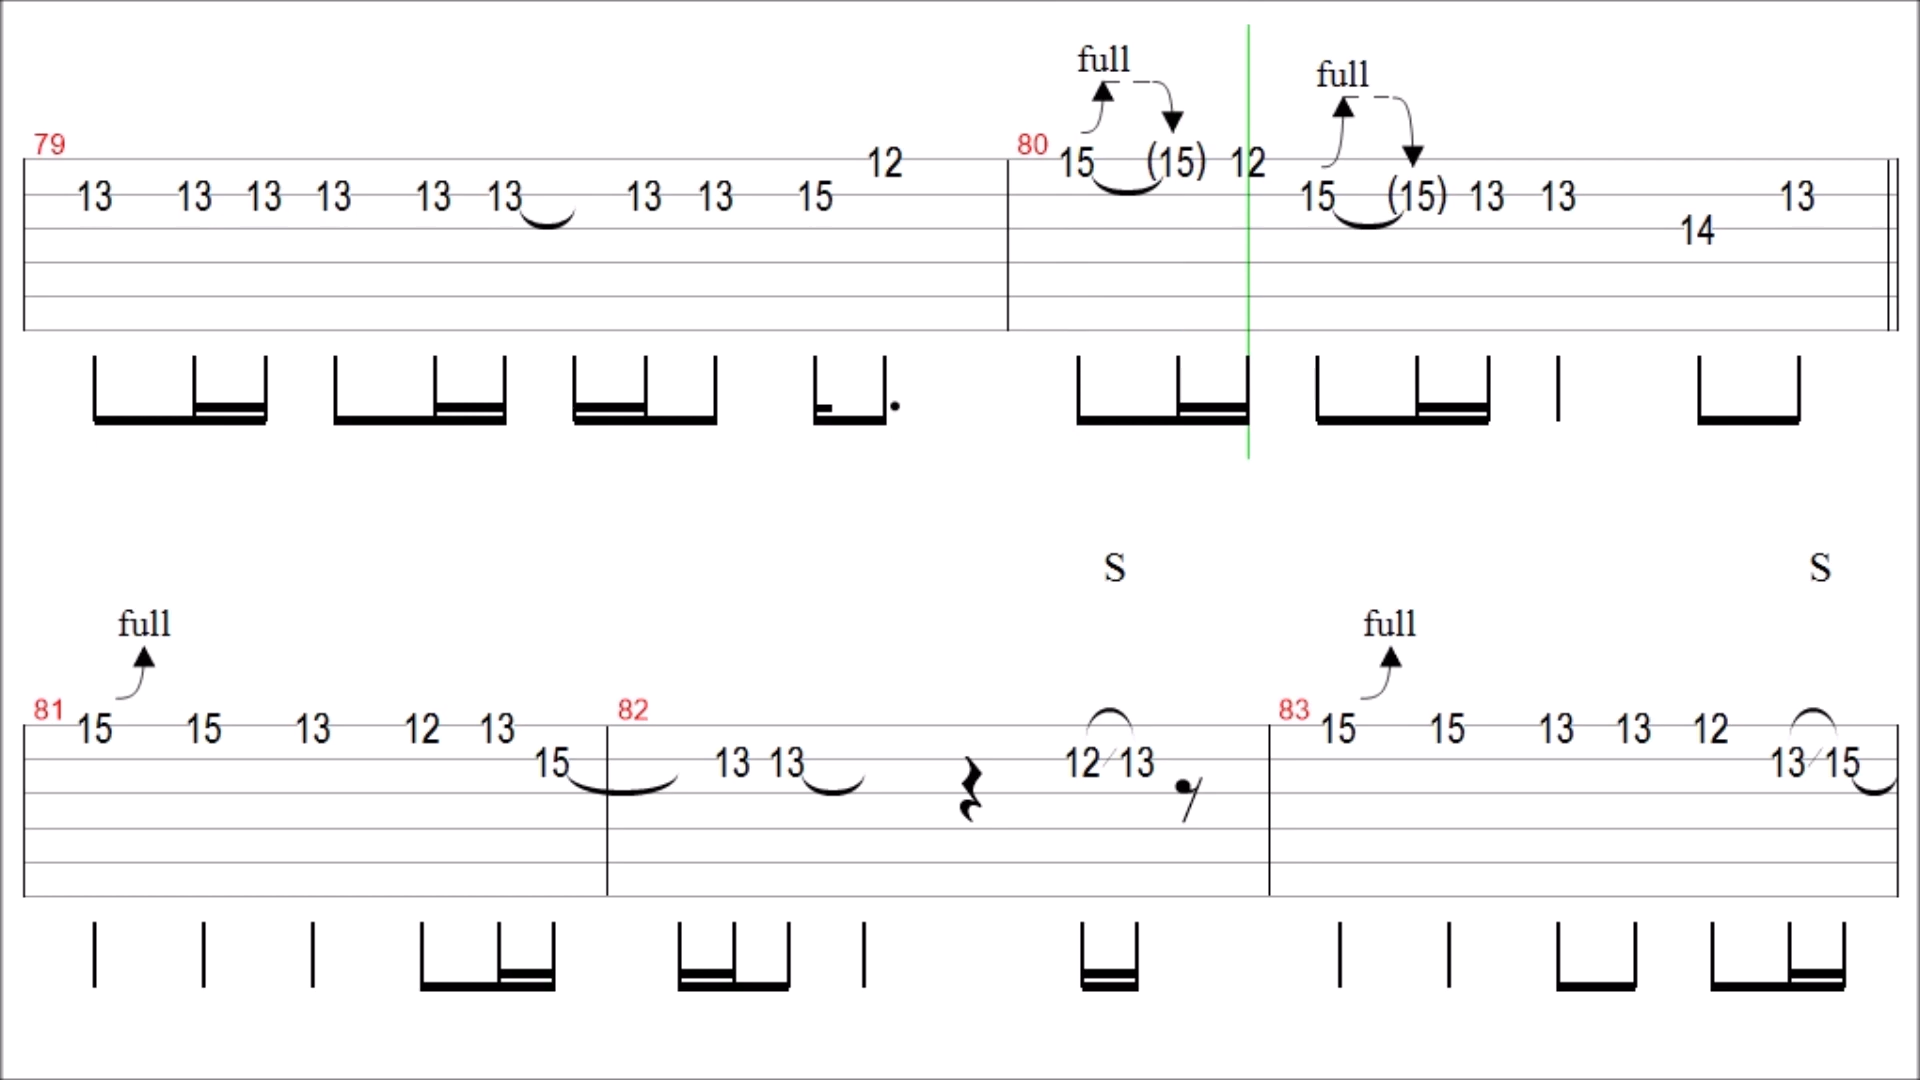 full full
79 12 80 15 (15) 12
13 13 13 13 13 13 13 13 15 15 (15) 13 13 13
14
S S
full full
81 15 15 13 12 13 82 83 15 15 13 13 12
15 13 13 12 13 13 15